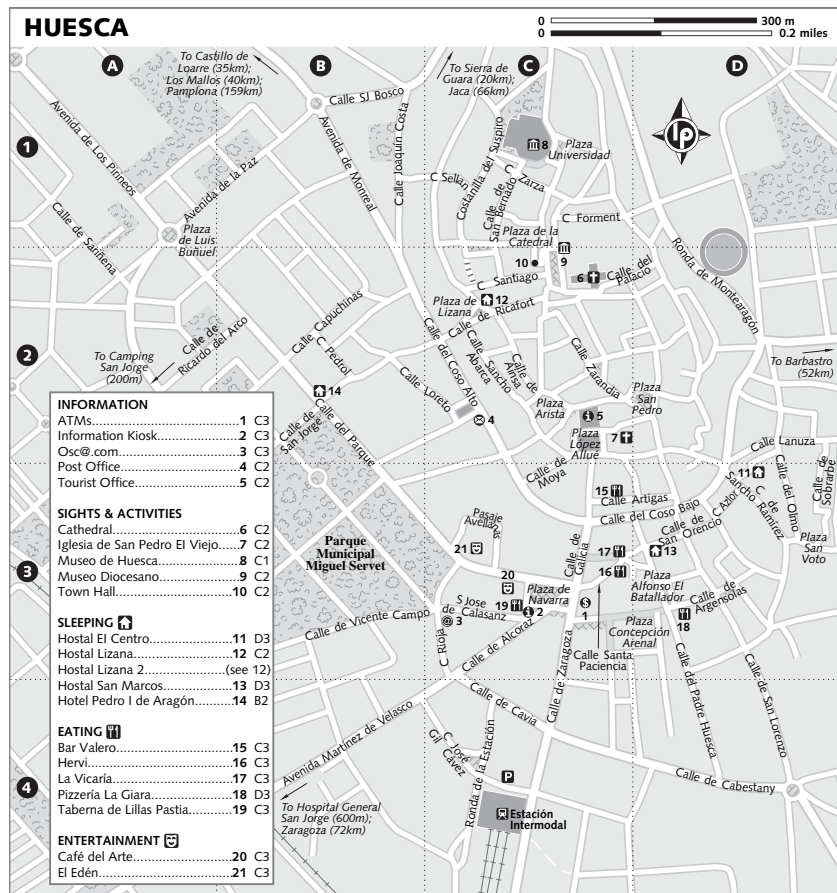 HUESCA
0 300 m
0 0.2 miles
A
B
C
D
1
2
3
4
To Castillo de
Loarre (35km);
Los Mallos (40km);
Pamplona (159km)
To Sierra de
Guara (20km);
Jaca (66km)
lp
Calle SJ Bosco
Avenida de Los Pirineos
Avenida de la Paz
Avenida de Monreal
Calle Joaquín Costa
C Sellan
Costanilla del Suspiro
8
Plaza
Universidad
C Zarza
Calle de
San Bernado
C Forment
Plaza de la
Catedral
Calle de Sariñena
Plaza
de Luis
Buñuel
10
9
6
Calle del
Palacio
Ronda de Montearagón
C Santiago
Plaza de
Lizana
12
Calle de Ricafort
Calle Capuchinas
Calle de
Ricardo del Arco
C Pedrol
Calle del Coso Alto
Calle Sancho
Abarca
Calle de
Aínsa
Calle Zarandia
To Camping
San Jorge
(200m)
To Barbastro
(52km)
14
Calle Loreto
Plaza
Arista
Plaza
San
Pedro
5
4
Plaza
López
Allué
7
Calle de
San Jorge
Calle del Parque
Calle de
Moya
Calle Lanuza
11
Calle de
Sobrarbe
Calle del Olmo
C de
Sancho Ramírez
C Ador
15
Calle Artigas
Calle del Coso Bajo
Calle de
San Orencio
Plaza
San
Voto
Pasaje
Avellanos
21
Parque
Municipal
Miguel Servet
Calle de
Galicia
17
13
16
20
Plaza de
Navarra
Plaza
Alfonso El
Batallador
Calle de
Argensolas
S Jose
de Calasanz
19
2
$
1
18
Calle de Vicente Campo
@ 3
Plaza
Concepción
Arenal
Calle Santa
Paciencia
C Rioja
Calle de Alcoraz
Calle de Zaragoza
Calle de Cavia
Calle del Padre Huesca
Calle de San Lorenzo
Avenida Martínez de Velasco
C José
Gil Cávez
Ronda de la Estación
P
Calle de Cabestany
To Hospital General
San Jorge (600m);
Zaragoza (72km)
Estación
Intermodal
INFORMATION
ATMs 1 C3
Information Kiosk 2 C3
Osc@.com 3 C3
Post Office 4 C2
Tourist Office 5 C2
SIGHTS & ACTIVITIES
Cathedral 6 C2
Iglesia de San Pedro El Viejo 7 C2
Museo de Huesca 8 C1
Museo Diocesano 9 C2
Town Hall 10 C2
SLEEPING
Hostal El Centro 11 D3
Hostal Lizana 12 C2
Hostal Lizana 2 (see 12)
Hostal San Marcos 13 D3
Hotel Pedro I de Aragón 14 B2
EATING
Bar Valero 15 C3
Hervi 16 C3
La Vicaría 17 C3
Pizzería La Giara 18 D3
Taberna de Lillas Pastia 19 C3
ENTERTAINMENT
Café del Arte 20 C3
El Edén 21 C3